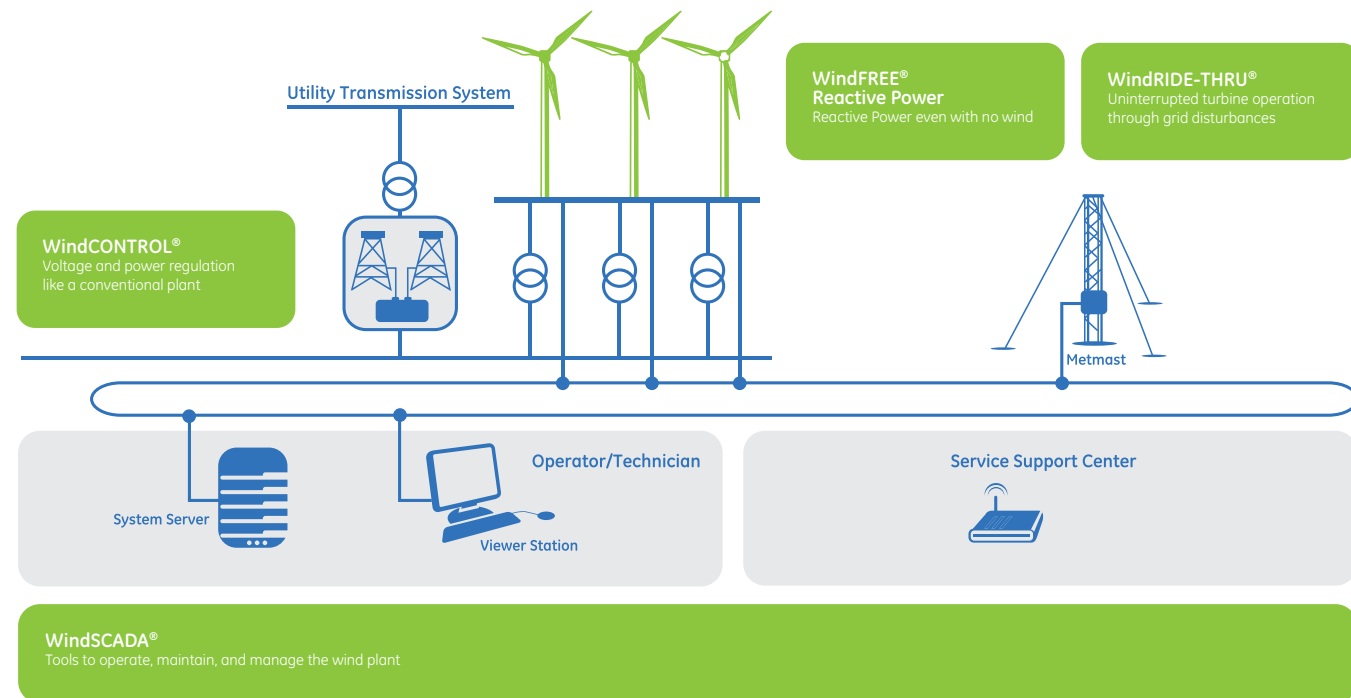 Utility Transmission System
WindFREE®
Reactive Power
Reactive Power even with no wind
WindRIDE-THRU®
Uninterrupted turbine operation
through grid disturbances
WindCONTROL®
Voltage and power regulation
like a conventional plant
Metmast
Operator/Technician
System Server
Viewer Station
Service Support Center
WindSCADA®
Tools to operate, maintain, and manage the wind plant